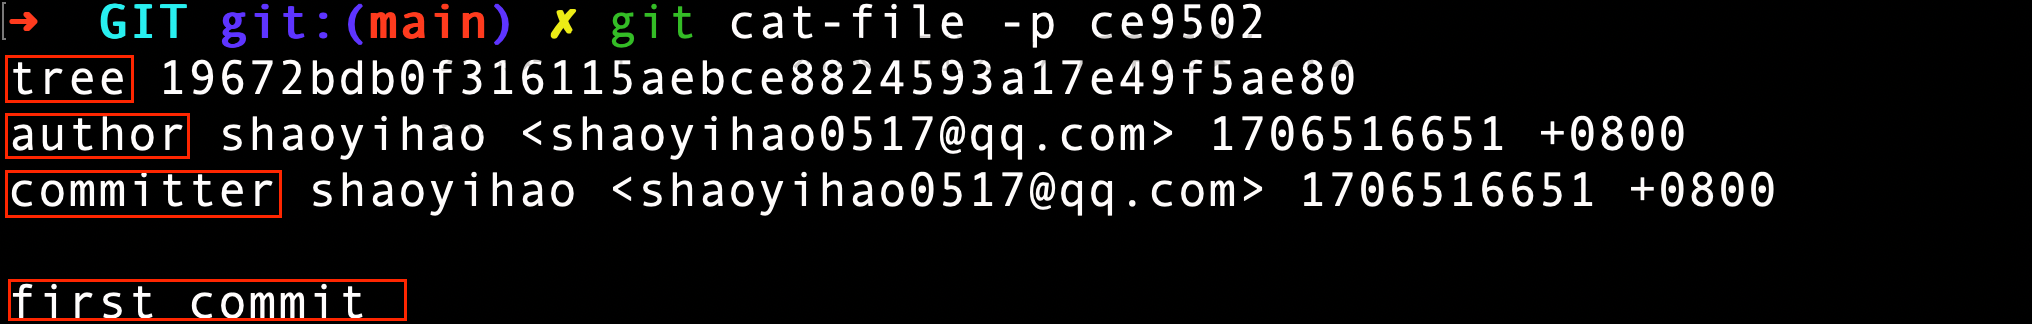 ➜ GIT git:(main) ✗ git cat-file -p ce9502
tree 19672bdb0f316115aebce8824593a17e49f5ae80
author shaoyihao <shaoyihao0517@qq.com> 1706516651 +0800
committer shaoyihao <shaoyihao0517@qq.com> 1706516651 +0800
first commit